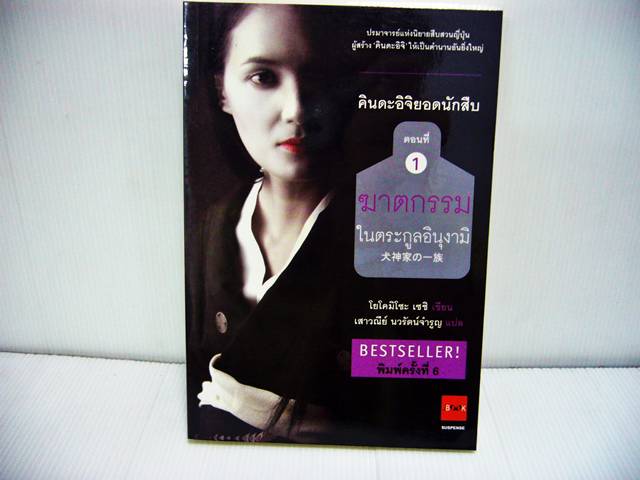 ปรมาจารย์แห่งนิยายสืบสวนญี่ปุ่น
ผู้สร้าง 'คินดะอิจิ' ให้เป็นตำนานอันยิ่งใหญ่
คินดะอิจิยอดนักสืบ
ตอนที่
1
ฆาตกรรม
ในตระกูลอินุงามิ
犬神家の一族
โยโคมิโซะ เซชิ เขียน
เสาวณีย์ นวรัตน์จำรูญ แปล
BESTSELLER!
พิมพ์ครั้งที่ 6
BOOK
SUSPENSE